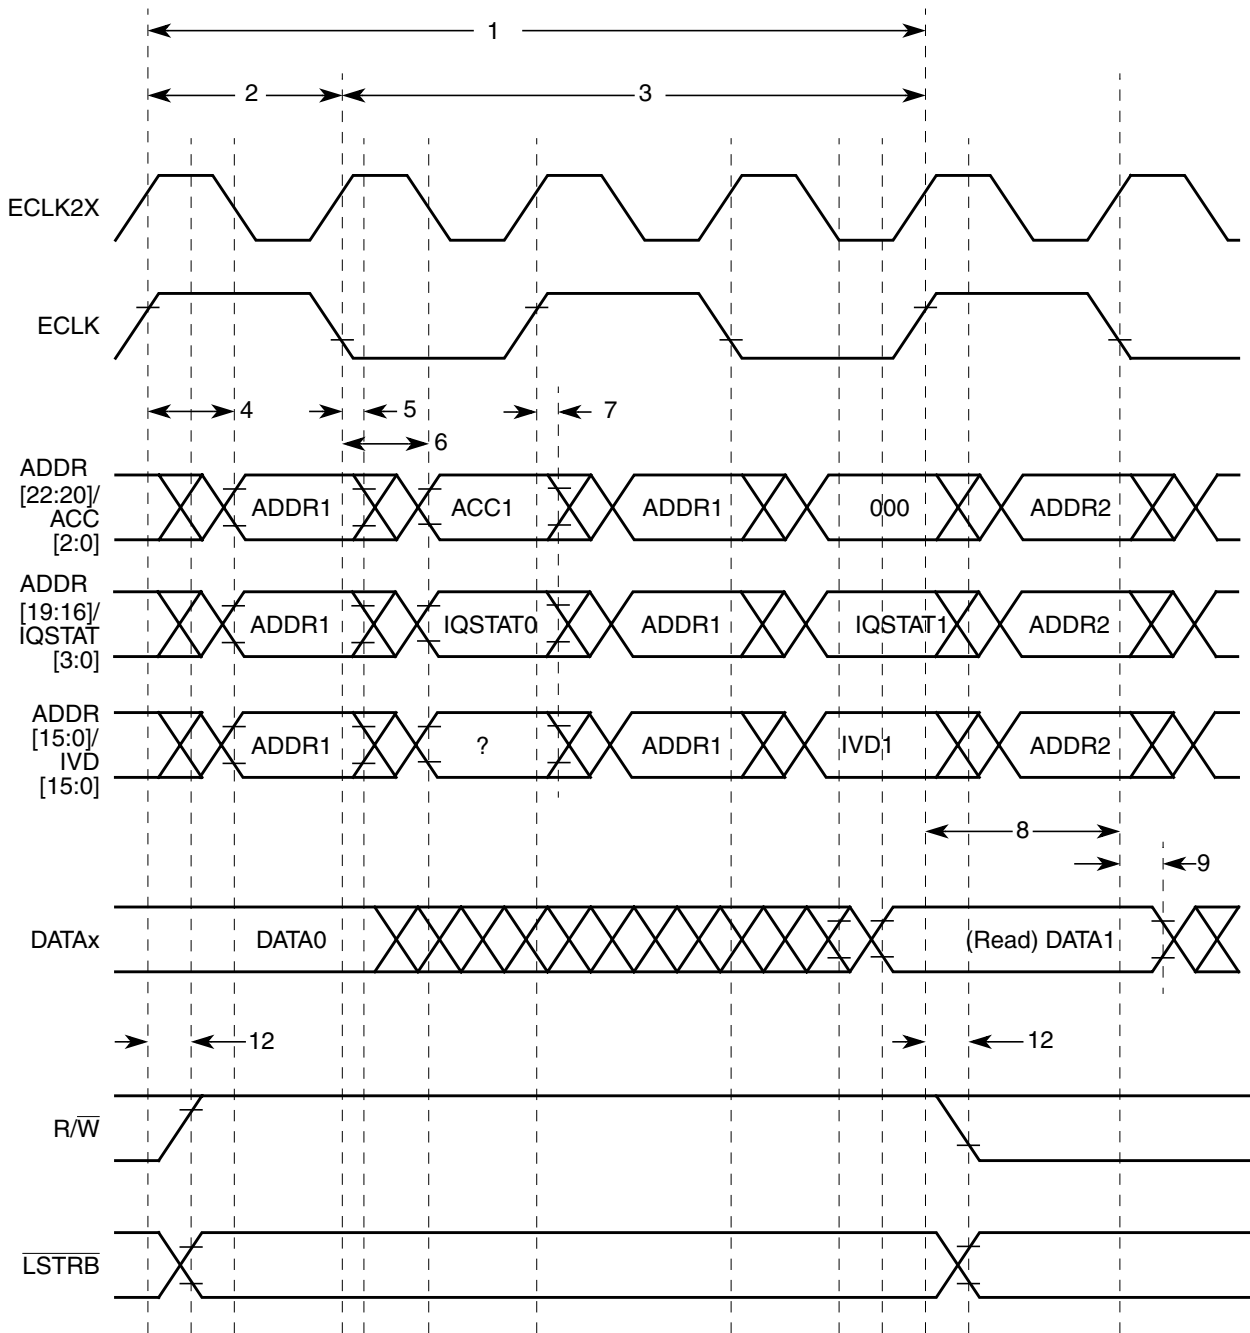 1
2
3
ECLK2X
ECLK
4
5
7
6
ADDR
[22:20]/
ACC
[2:0]
ADDR1
ACC1
ADDR1
000
ADDR2
ADDR
[19:16]/
IQSTAT
[3:0]
ADDR1
IQSTAT0
ADDR1
IQSTAT1
ADDR2
ADDR
[15:0]/
IVD
[15:0]
ADDR1
?
ADDR1
IVD1
ADDR2
8
9
DATAx
DATA0
(Read) DATA1
12
12
R/W̅
L̅S̅T̅R̅B̅